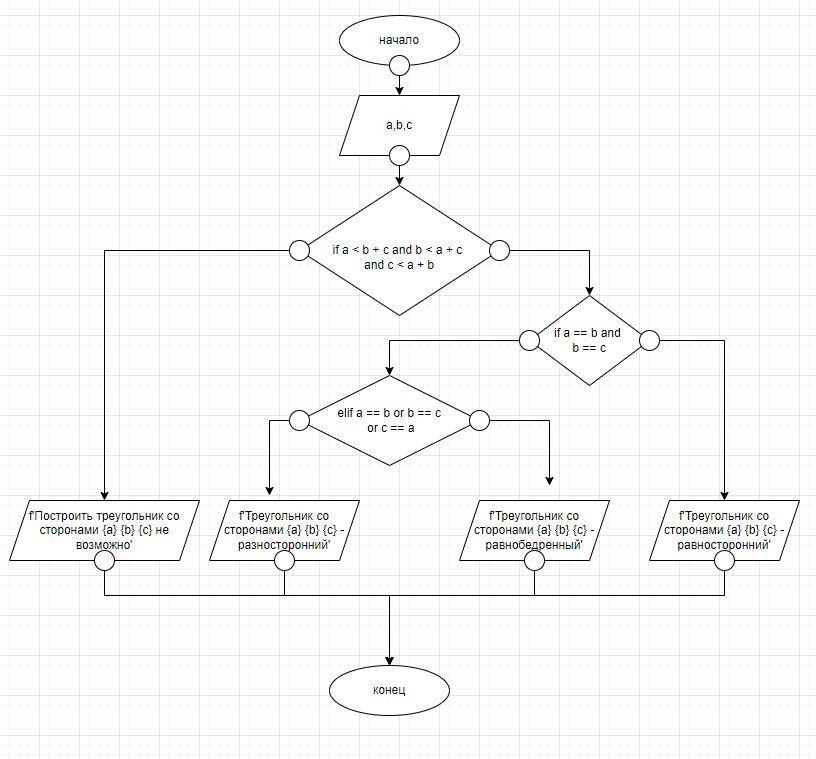 начало
a,b,c
if a < b + c and b < a + c
and c < a + b
if a == b and
b == c
elif a == b or b == c
or c == a
f'Построить треугольник со
сторонами {a} {b} {c} не
возможно'
f'Треугольник со
сторонами {a} {b} {c} -
разносторонний'
f'Треугольник со
сторонами {a} {b} {c} -
равнобедренный'
f'Треугольник со
сторонами {a} {b} {c} -
равносторонний'
конец